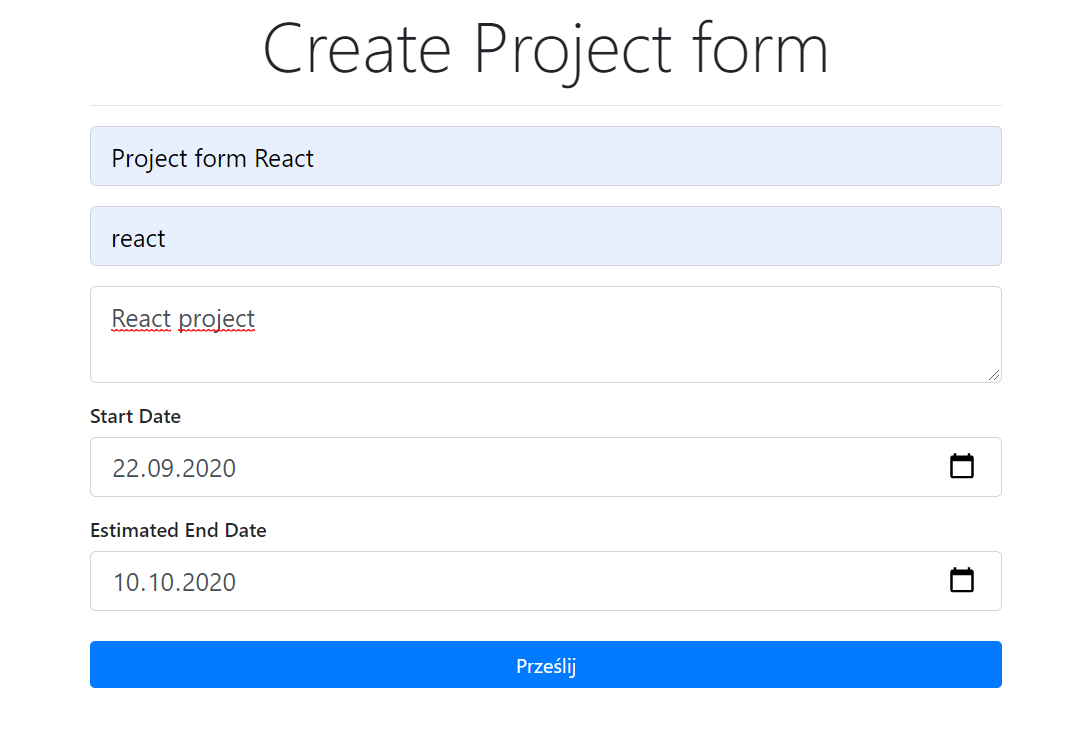 Create Project form
Project form React
react
React project
Start Date
22.09.2020
Estimated End Date
10.10.2020
Prześlij